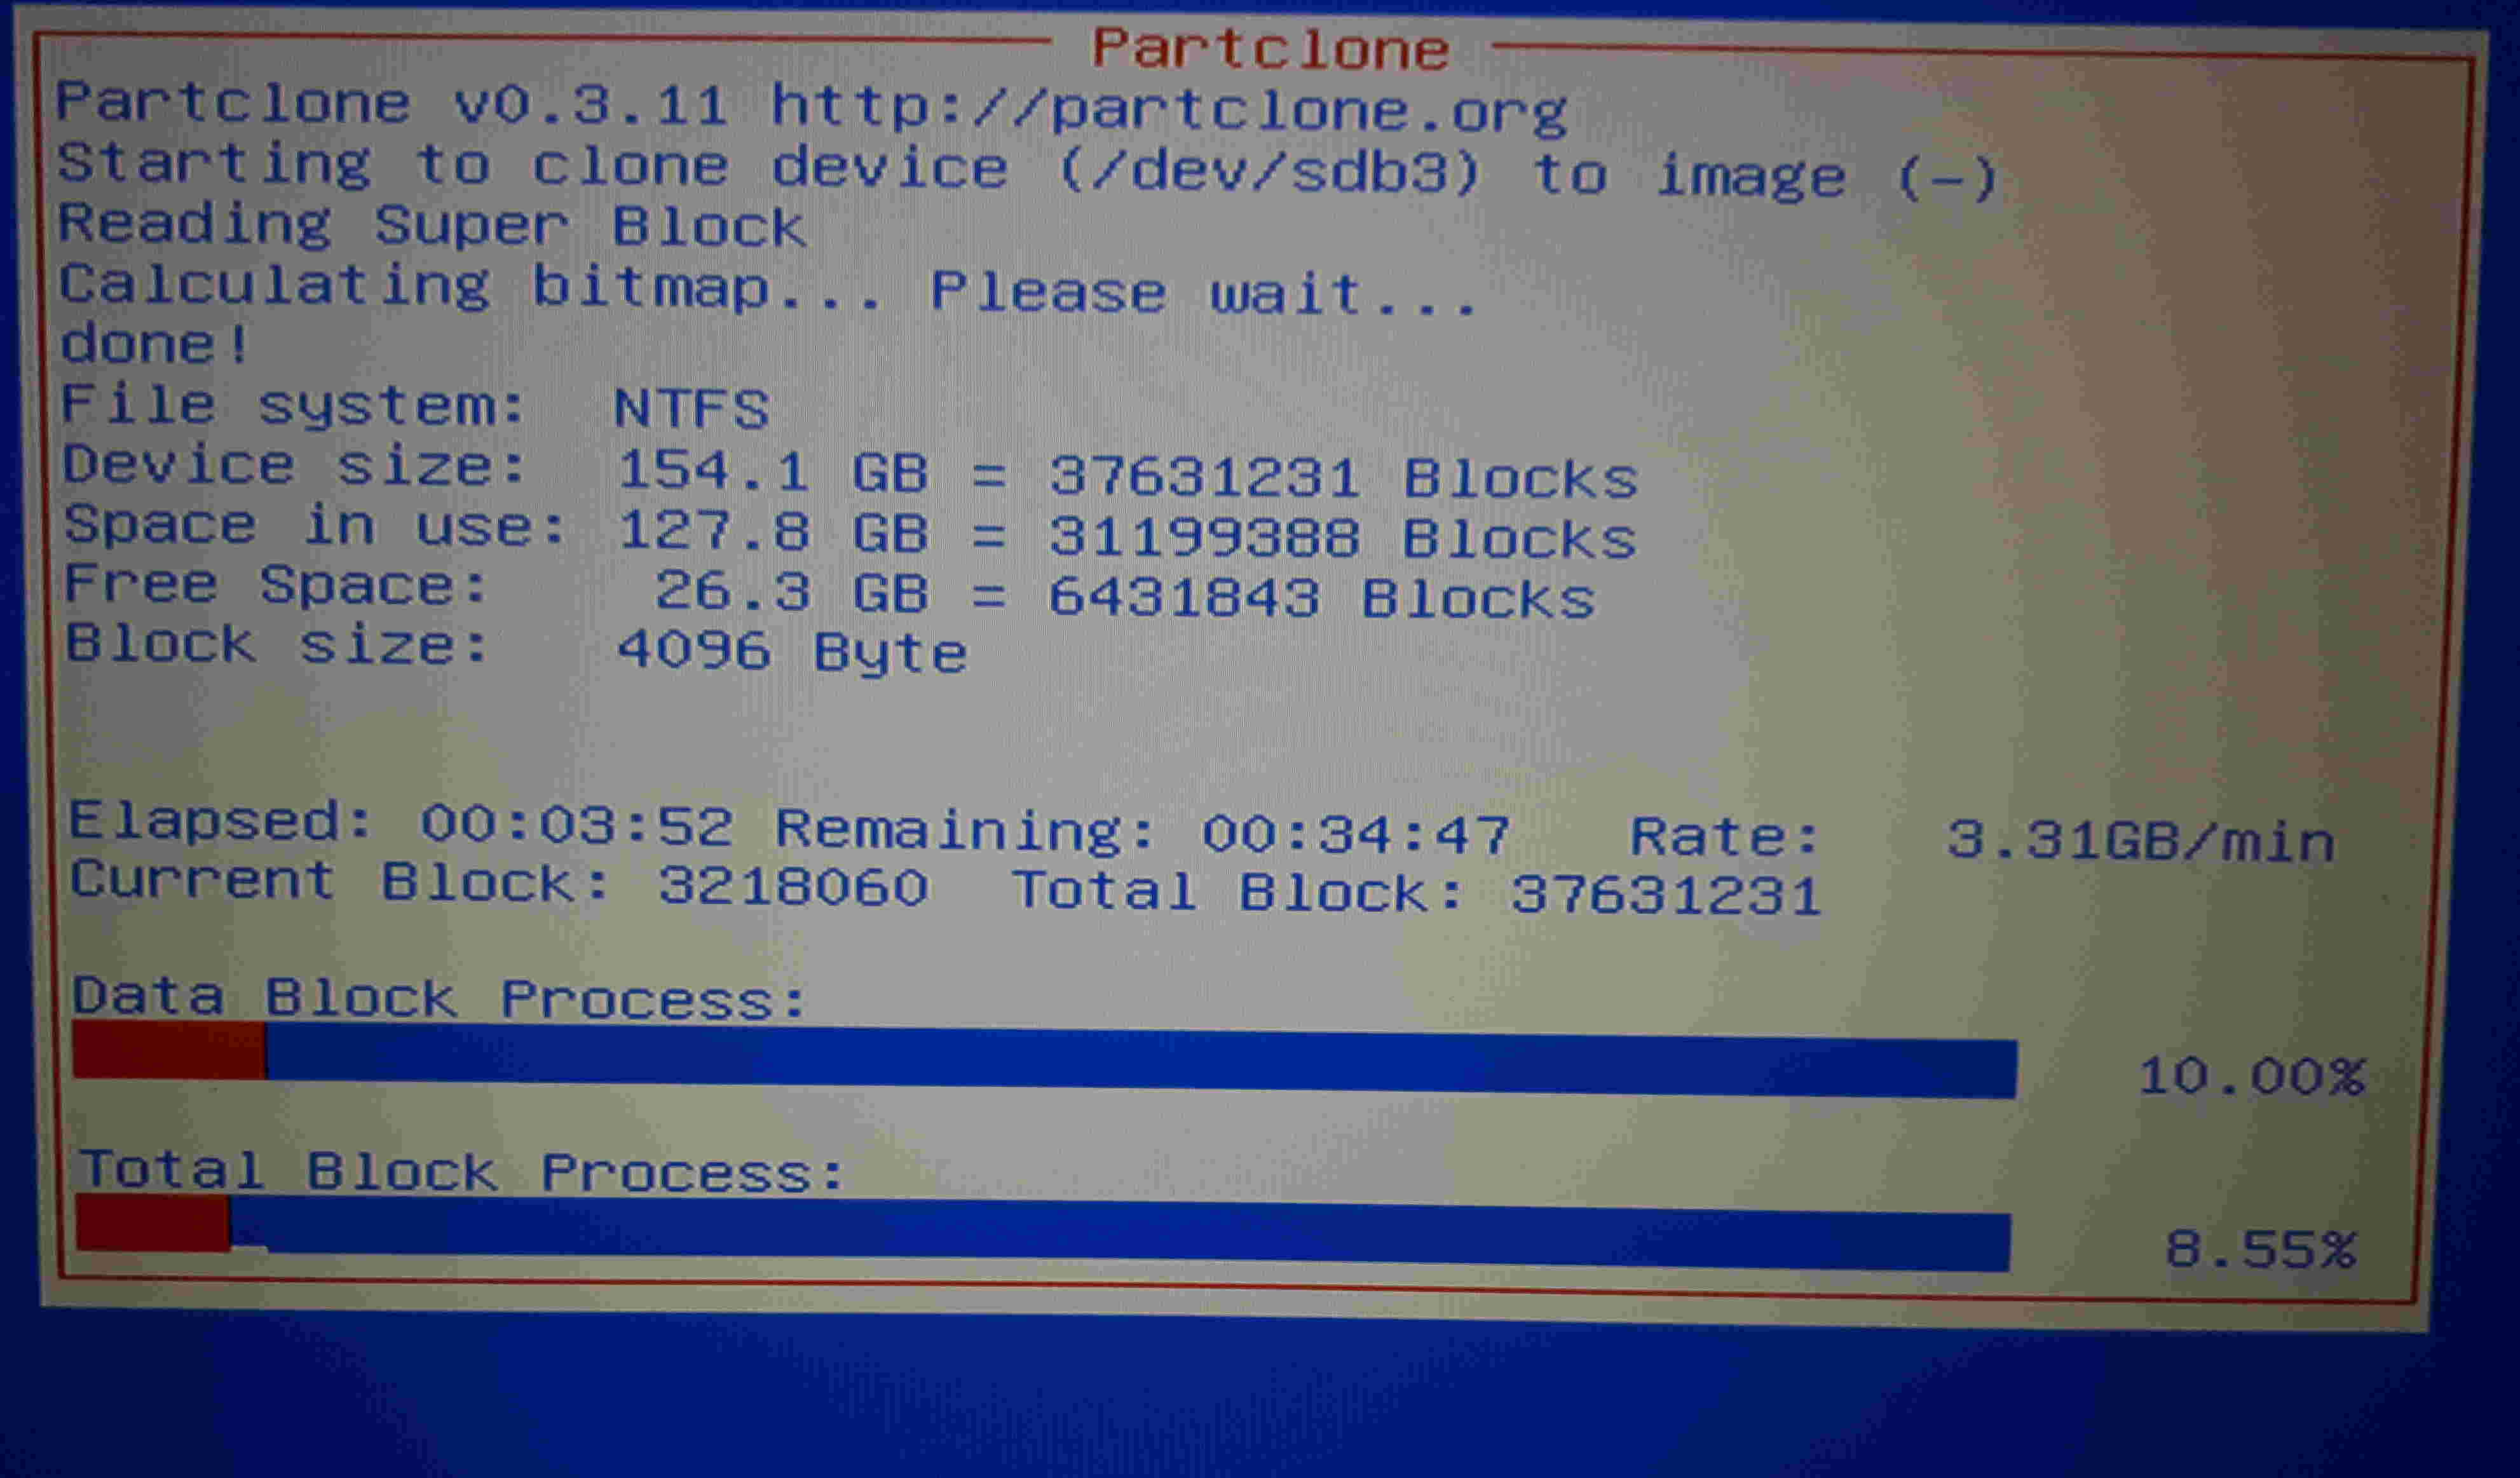 Partclone
Partclone v0.3.11 http://partclone.org
Starting to clone device (/dev/sdb3) to image (-)
Reading Super Block
Calculating bitmap... Please wait...
done!
File system: NTFS
Device size: 154.1 GB = 37631231 Blocks
Space in use: 127.8 GB = 31199388 Blocks
Free Space: 26.3 GB = 6431843 Blocks
Block size: 4096 Byte
Elapsed: 00:03:52 Remaining: 00:34:47 Rate: 3.31GB/min
Current Block: 3218060 Total Block: 37631231
Data Block Process:
10.00%
Total Block Process:
8.55%